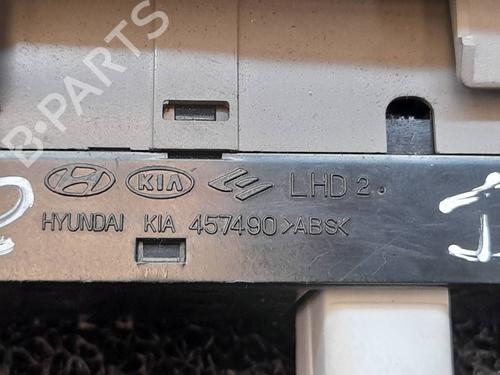 B-PARTS
KIA LHD 2.
HYUNDAI KIA 457490 >ABS<